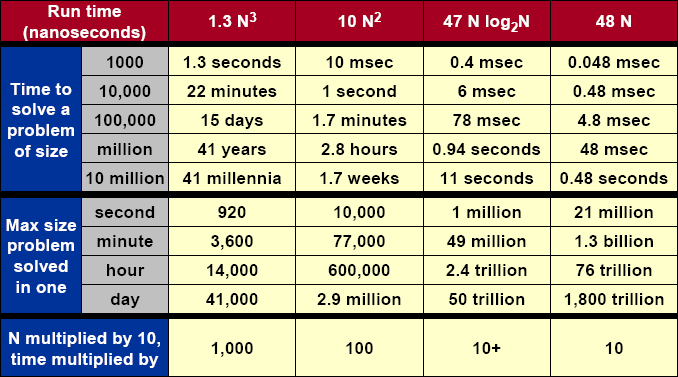 Run time (nanoseconds) 1.3 N³ 10 N² 47 N log₂N 48 N
Time to solve a problem of size
1000 1.3 seconds 10 msec 0.4 msec 0.048 msec
10,000 22 minutes 1 second 6 msec 0.48 msec
100,000 15 days 1.7 minutes 78 msec 4.8 msec
million 41 years 2.8 hours 0.94 seconds 48 msec
10 million 41 millennia 1.7 weeks 11 seconds 0.48 seconds
Max size problem solved in one
second 920 10,000 1 million 21 million
minute 3,600 77,000 49 million 1.3 billion
hour 14,000 600,000 2.4 trillion 76 trillion
day 41,000 2.9 million 50 trillion 1,800 trillion
N multiplied by 10, time multiplied by 1,000 100 10+ 10